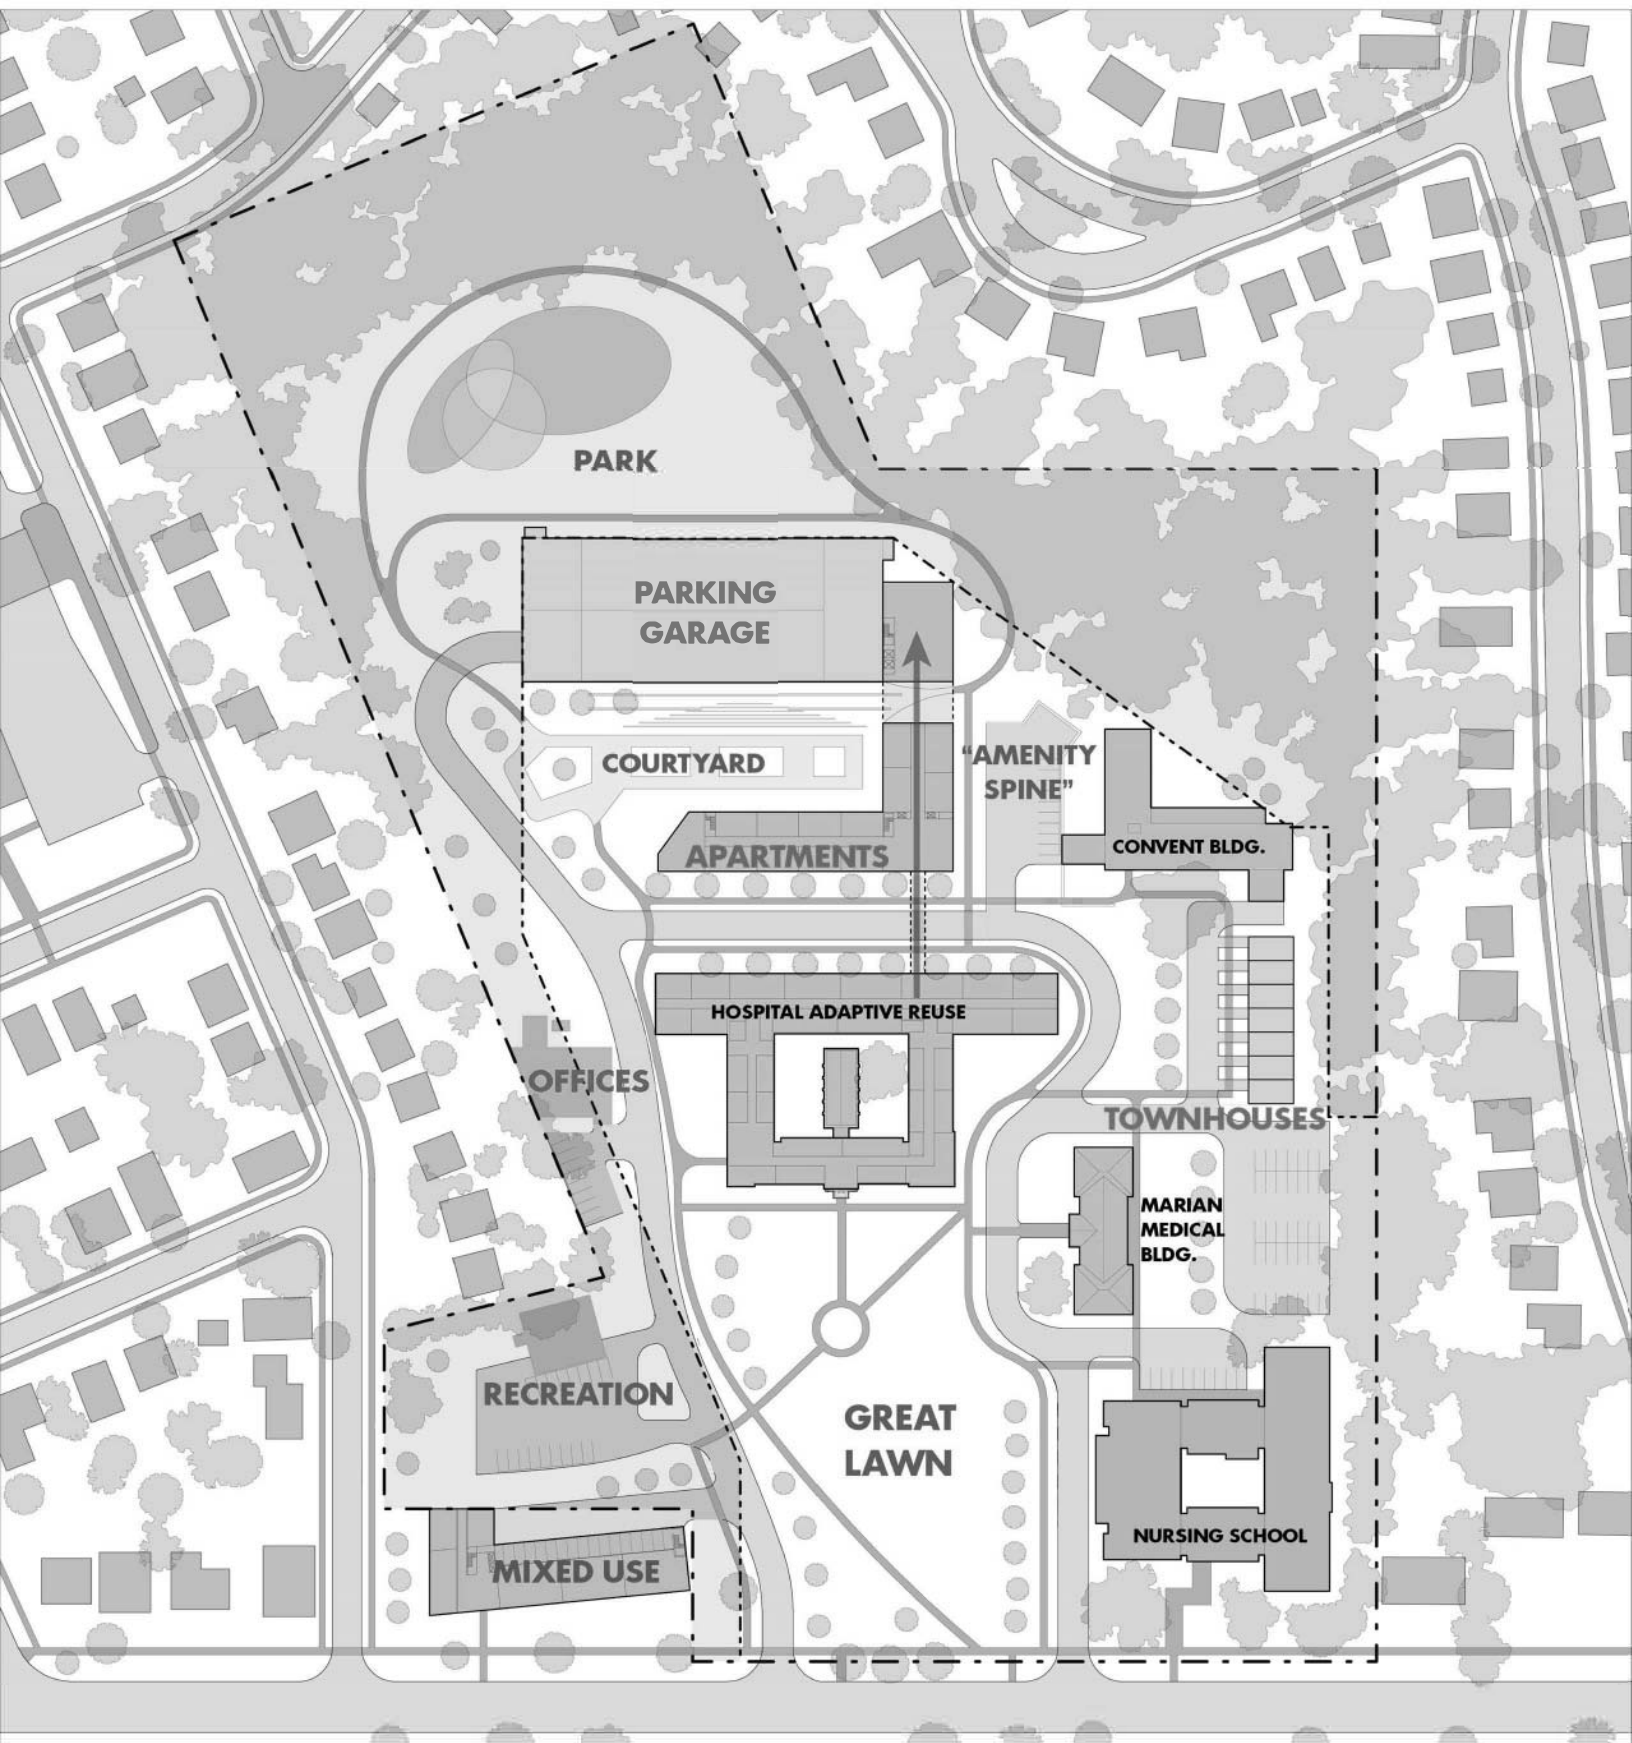 PARK
PARKING
GARAGE
COURTYARD
“AMENITY
SPINE”
CONVENT BLDG.
APARTMENTS
HOSPITAL ADAPTIVE REUSE
OFFICES
TOWNHOUSES
MARIAN
MEDICAL
BLDG.
RECREATION
GREAT
LAWN
NURSING SCHOOL
MIXED USE